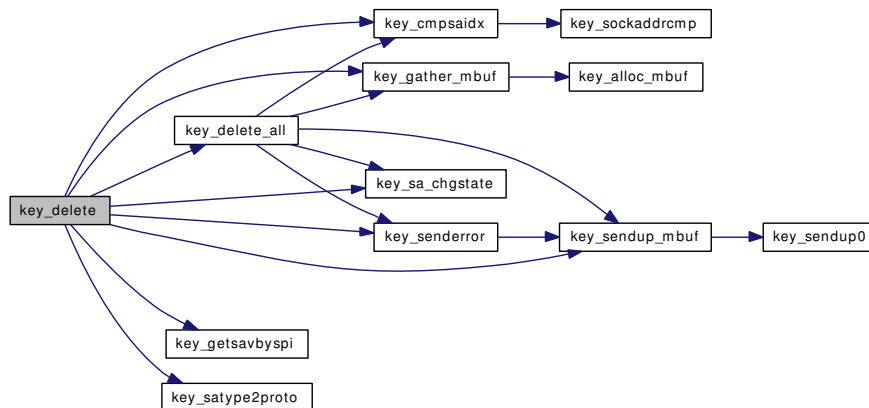 key_cmpsaidx
key_sockaddrcmp
key_gather_mbuf
key_alloc_mbuf
key_delete_all
key_sa_chgstate
key_delete
key_senderror
key_sendup_mbuf
key_sendup0
key_getsavbyspi
key_satype2proto